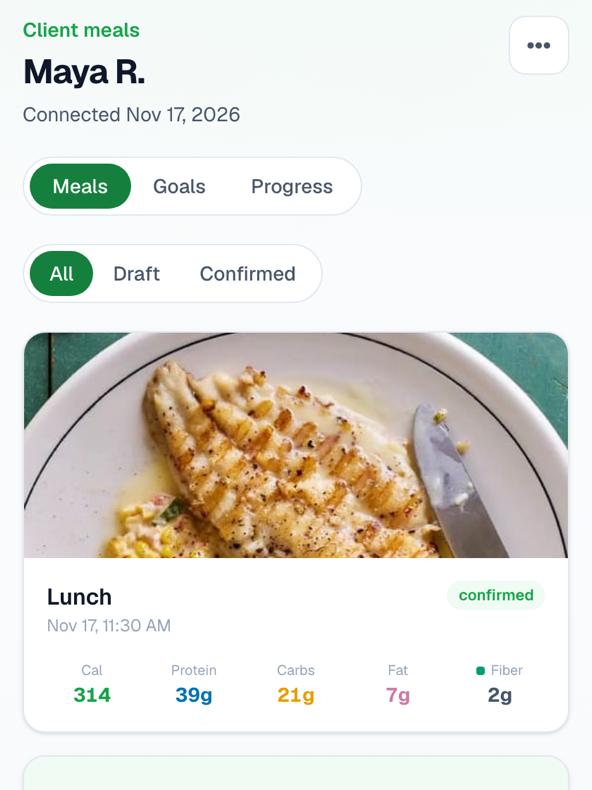 Client meals
Maya R.
Connected Nov 17, 2026
Meals Goals Progress
All Draft Confirmed
Lunch
confirmed
Nov 17, 11:30 AM
Cal Protein Carbs Fat Fiber
314 39g 21g 7g 2g